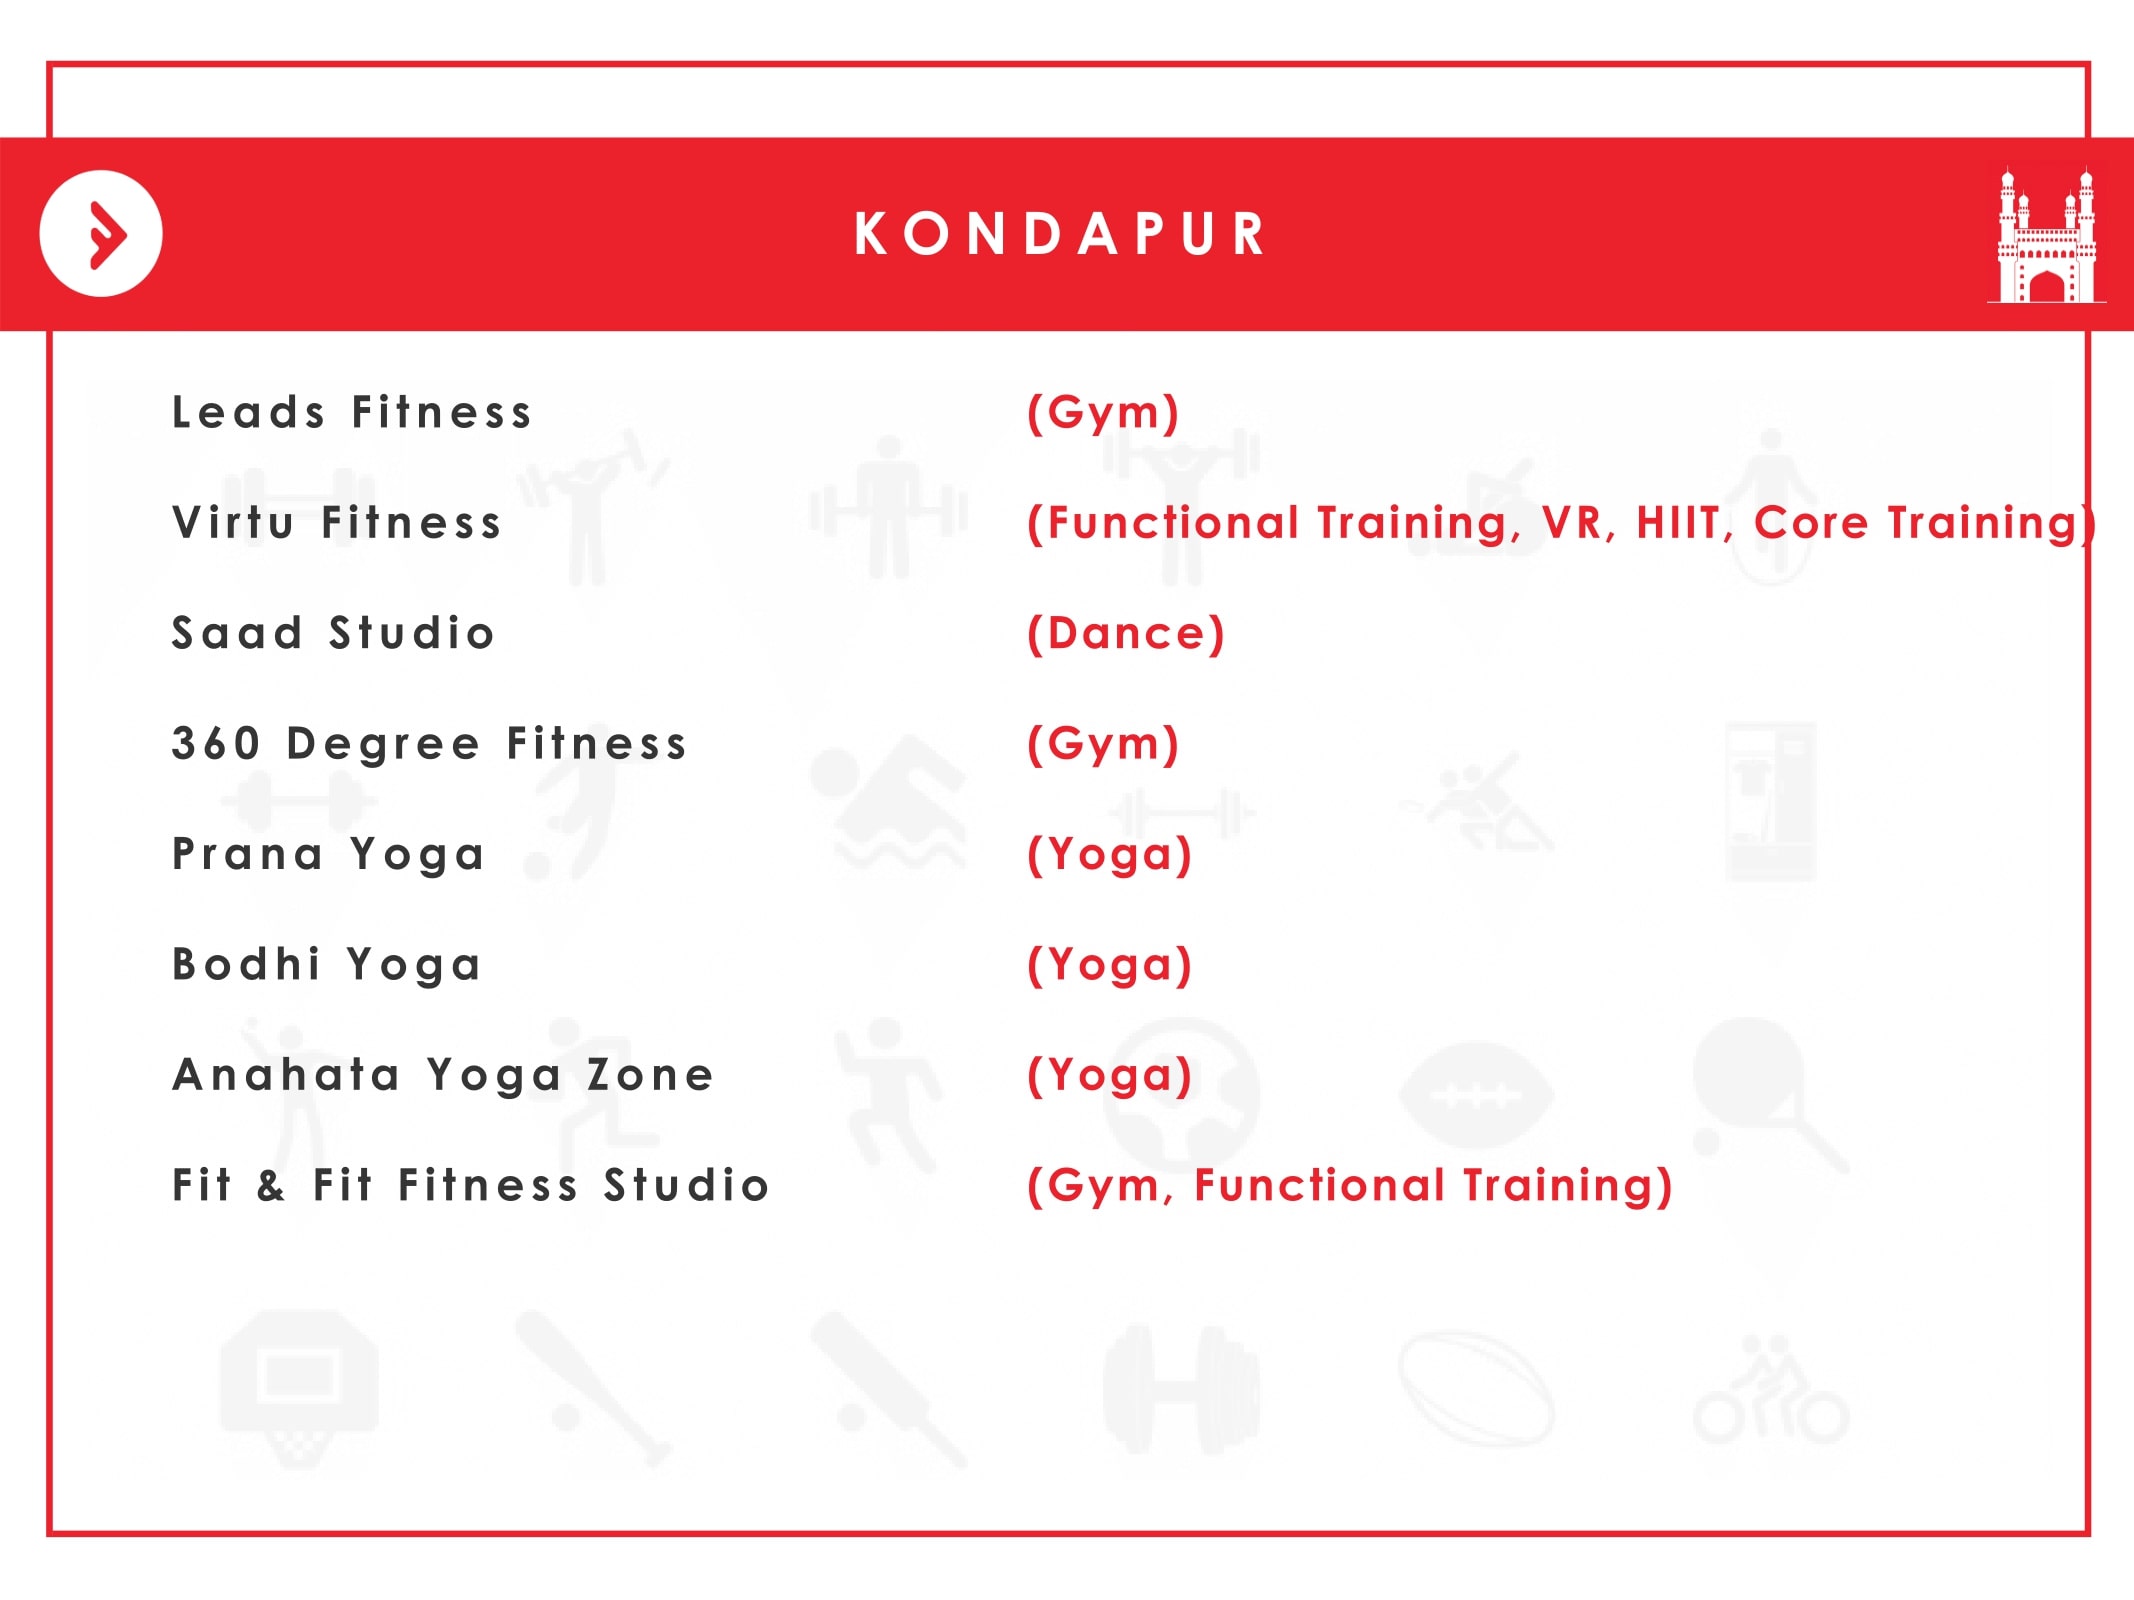 KONDAPUR
Leads Fitness (Gym)
Virtu Fitness (Functional Training, VR, HIIT, Core Training)
Saad Studio (Dance)
360 Degree Fitness (Gym)
Prana Yoga (Yoga)
Bodhi Yoga (Yoga)
Anahata Yoga Zone (Yoga)
Fit & Fit Fitness Studio (Gym, Functional Training)